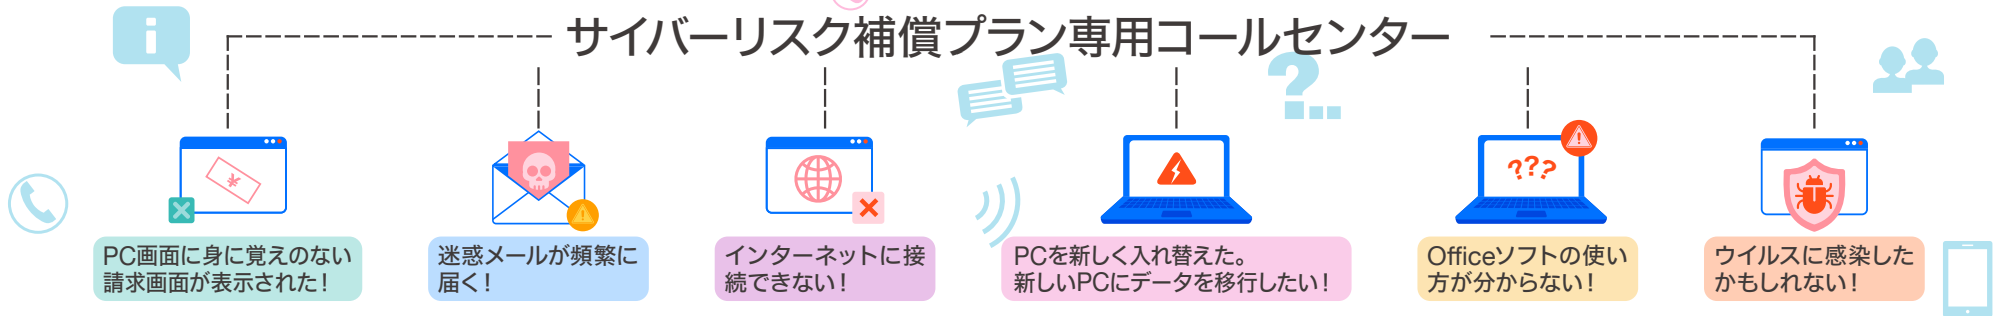 サイバーリスク補償プラン専用コールセンター
PC画面に身に覚えのない
請求画面が表示された！
迷惑メールが頻繁に
届く！
インターネットに接
続できない！
PCを新しく入れ替えた。
新しいPCにデータを移行したい！
Officeソフトの使い
方が分からない！
ウイルスに感染した
かもしれない！